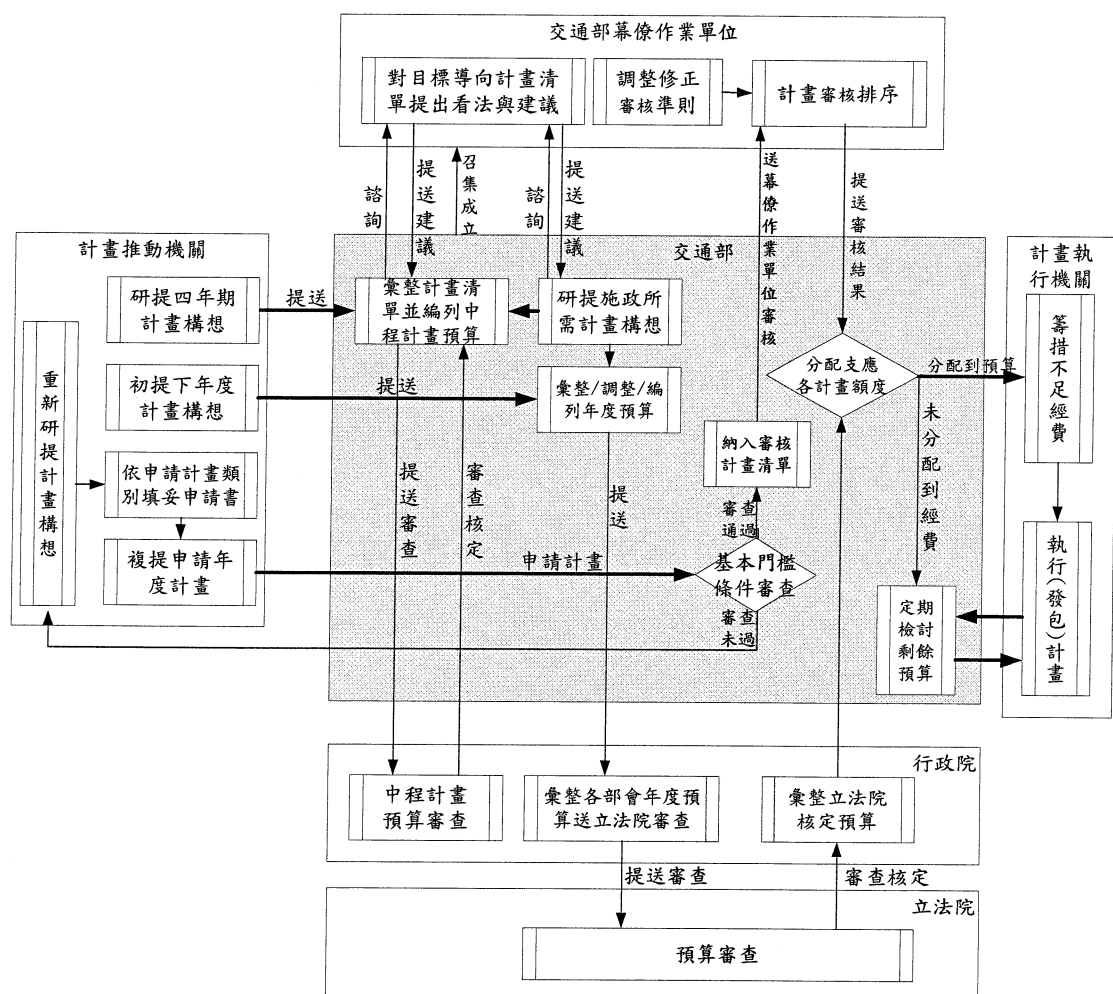 交通部幕僚作業單位
對目標導向計畫清
單提出看法與建議
調整修正
審核準則
計畫審核排序
諮詢
提送建議
召集成立
諮詢
提送建議
送幕僚作業單位審核
提送審核結果
計畫推動機關
研提四年期
計畫構想
初提下年度
計畫構想
依申請計畫類
別填妥申請書
複提申請年
度計畫
重新研提計畫構想
提送
提送
申請計畫
交通部
彙整計畫清
單並編列中
程計畫預算
研提施政所
需計畫構想
彙整/調整/編
列年度預算
分配支應
各計畫額度
納入審核
計畫清單
審查
通過
基本門檻
條件審查
審查
未過
提送審查
審查核定
提送
分配到預算
未分配到經費
定期
檢討
剩餘
預算
計畫執
行機關
籌措不足經費
執行(發包)計畫
行政院
中程計畫
預算審查
彙整各部會年度預
算送立法院審查
彙整立法院
核定預算
提送審查
審查核定
立法院
預算審查